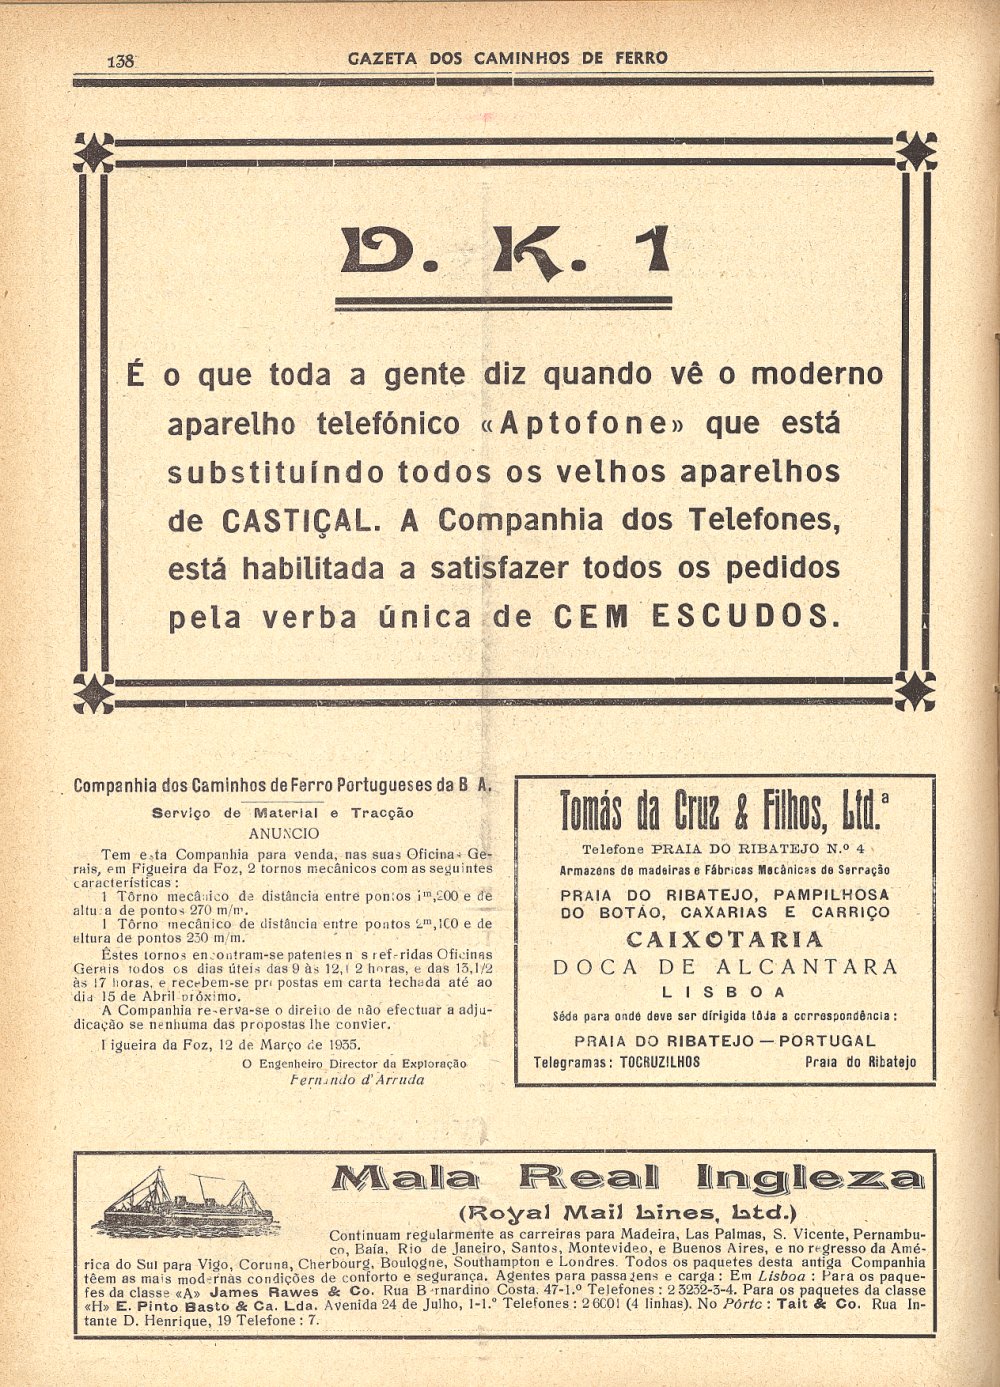 138
GAZETA DOS CAMINHOS DE FERRO
D. K. 1
É o que toda a gente diz quando vê o moderno
aparelho telefónico «Aptofone» que está
substituíndo todos os velhos aparelhos
de CASTIÇAL. A Companhia dos Telefones,
está habilitada a satisfazer todos os pedidos
pela verba única de CEM ESCUDOS.
Companhia dos Caminhos de Ferro Portugueses da B A.
Serviço de Material e Tracção
ANUNCIO
Tem esta Companhia para venda, nas suas Oficinas Ge-
rais, em Figueira da Foz, 2 tornos mecânicos com as seguintes
características:
1 Tôrno mecânico de distância entre pontos 1m,200 e de
altura de pontos 270 m/m.
1 Tôrno mecânico de distância entre pontos 2m,100 e de
altura de pontos 230 m/m.
Êstes tornos encontram-se patentes nas referidas Oficinas
Gerais todos os dias úteis das 9 às 12,1/2 horas, e das 13,1/2
às 17 horas, e recebem-se propostas em carta fechada até ao
dia 15 de Abril próximo.
A Companhia reserva-se o direito de não efectuar a adju-
dicação se nenhuma das propostas lhe convier.
Figueira da Foz, 12 de Março de 1935.
O Engenheiro Director da Exploração
Fernando d'Arruda
Tomás da Cruz & Filhos, Ltd.ª
Telefone PRAIA DO RIBATEJO N.º 4
Armazens de madeiras e Fábricas Mecânicas de Serração
PRAIA DO RIBATEJO, PAMPILHOSA
DO BOTÃO, CAXARIAS E CARRIÇO
CAIXOTARIA
DOCA DE ALCANTARA
LISBOA
Séde para onde deve ser dírigida tôda a correspondência:
PRAIA DO RIBATEJO — PORTUGAL
Telegramas: TOCRUZILHOS Praia do Ribatejo
Mala Real Ingleza
(Royal Mail Lines, Ltd.)
Continuam regularmente as carreiras para Madeira, Las Palmas, S. Vicente, Pernambu-
co, Baía, Rio de Janeiro, Santos, Montevideo, e Buenos Aires, e no regresso da Amé-
rica do Sul para Vigo, Coruna, Cherbourg, Boulogne, Southampton e Londres. Todos os paquetes desta antiga Companhia
têem as mais modernas condições de conforto e segurança. Agentes para passagens e carga: Em Lisboa: Para os paque-
fes da classe «A» James Rawes & Co. Rua Bernardino Costa. 47-1.º Telefones: 2 3232-3-4. Para os paquetes da classe
«H» E. Pinto Basto & Ca. Lda. Avenida 24 de Julho, 1-1.º Telefones: 2 6001 (4 linhas). No Pôrto: Tait & Co. Rua In-
tante D. Henrique, 19 Telefone: 7.